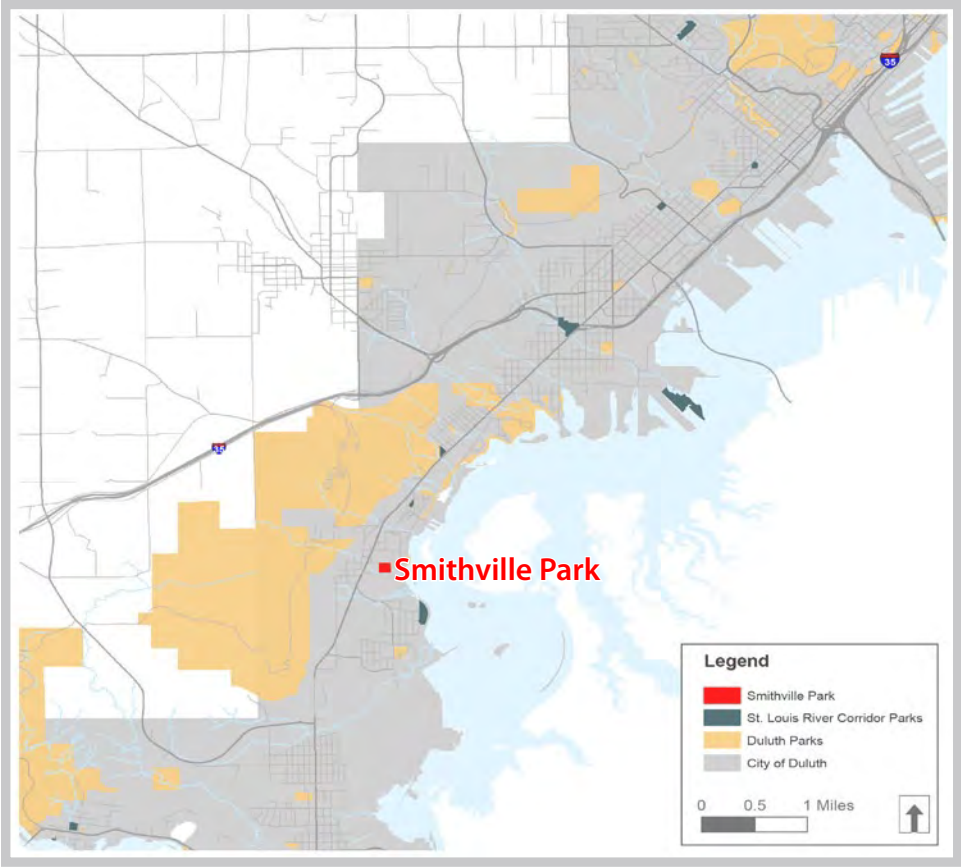 35
35
Smithville Park
Legend
Smithville Park
St. Louis River Corridor Parks
Duluth Parks
City of Duluth
0 0.5 1 Miles